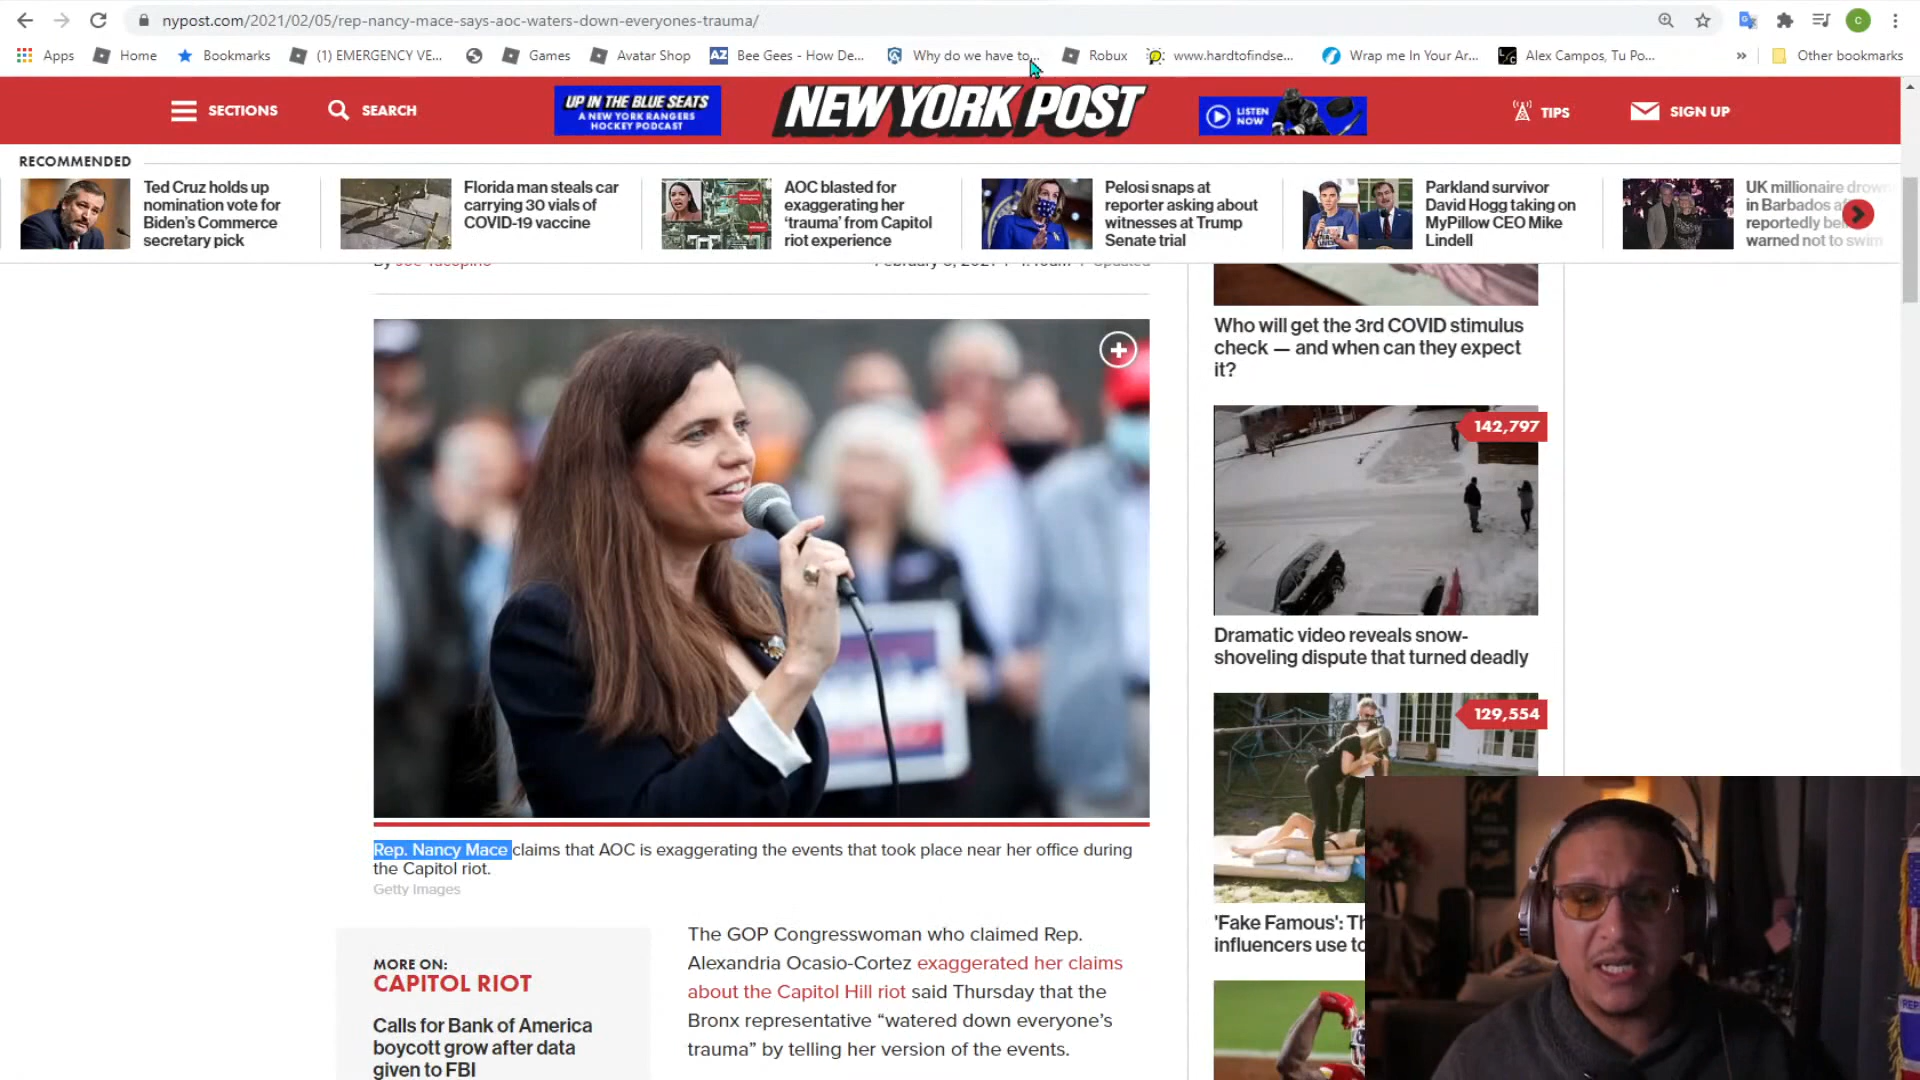 nypost.com/2021/02/05/rep-nancy-mace-says-aoc-waters-down-everyones-trauma/
C
Apps
Home
Bookmarks
(1) EMERGENCY VE...
Games
Avatar Shop
AZ
Bee Gees - How De...
Why do we have to...
Robux
www.hardtofindse...
Wrap me In Your Ar...
Alex Campos, Tu Po...
»
Other bookmarks
SECTIONS
SEARCH
UP IN THE BLUE SEATS
A NEW YORK RANGERS
HOCKEY PODCAST
NEW YORK POST
LISTEN
NOW
TIPS
SIGN UP
RECOMMENDED
Ted Cruz holds up
nomination vote for
Biden's Commerce
secretary pick
Florida man steals car
carrying 30 vials of
COVID-19 vaccine
AOC blasted for
exaggerating her
‘trauma’ from Capitol
riot experience
Pelosi snaps at
reporter asking about
witnesses at Trump
Senate trial
Parkland survivor
David Hogg taking on
MyPillow CEO Mike
Lindell
UK millionaire drown
in Barbados
reportedly
warned not to swim
Rep. Nancy Mace claims that AOC is exaggerating the events that took place near her office during
the Capitol riot.
Getty Images
MORE ON:
CAPITOL RIOT
Calls for Bank of America
boycott grow after data
given to FBI
The GOP Congresswoman who claimed Rep.
Alexandria Ocasio-Cortez exaggerated her claims
about the Capitol Hill riot said Thursday that the
Bronx representative “watered down everyone’s
trauma” by telling her version of the events.
Who will get the 3rd COVID stimulus
check — and when can they expect
it?
142,797
Dramatic video reveals snow-
shoveling dispute that turned deadly
129,554
'Fake Famous':
influencers use to